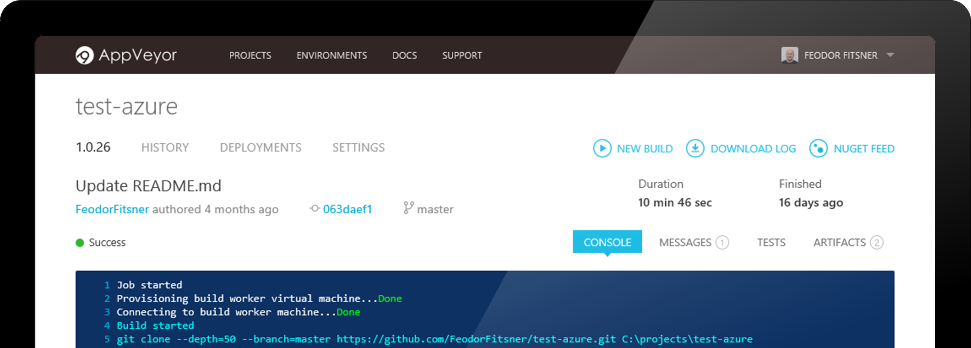 AppVeyor PROJECTS ENVIRONMENTS DOCS SUPPORT FEODOR FITSNER
test-azure
1.0.26 HISTORY DEPLOYMENTS SETTINGS NEW BUILD DOWNLOAD LOG NUGET FEED
Update README.md Duration Finished
FeodorFitsner authored 4 months ago 063daef1 master 10 min 46 sec 16 days ago
Success CONSOLE MESSAGES 1 TESTS ARTIFACTS 2
1 Job started
2 Provisioning build worker virtual machine...Done
3 Connecting to build worker machine...Done
4 Build started
5 git clone --depth=50 --branch=master https://github.com/FeodorFitsner/test-azure.git C:\projects\test-azure